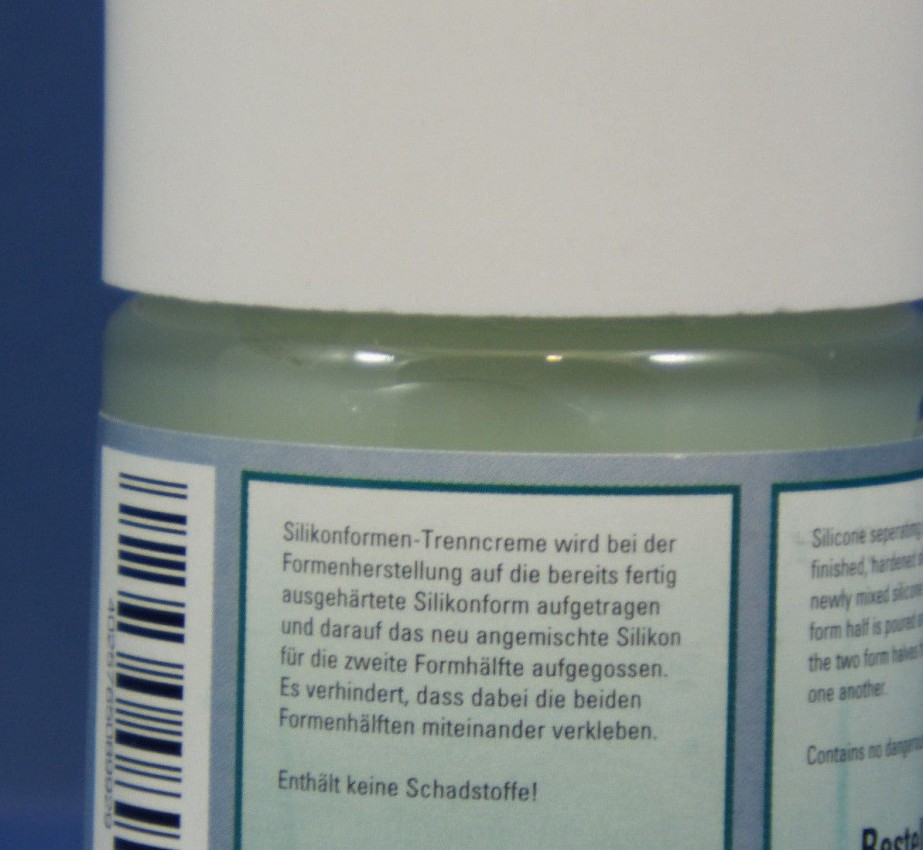 Silikonformen-Trenncreme wird bei der
Formenherstellung auf die bereits fertig
ausgehärtete Silikonform aufgetragen
und darauf das neu angemischte Silikon
für die zweite Formhälfte aufgegossen.
Es verhindert, dass dabei die beiden
Formenhälften miteinander verkleben.
Enthält keine Schadstoffe!
Silicone
finished, hardened
newly mixed silicone
form half is poured
the two form halves
one another.
Contains no